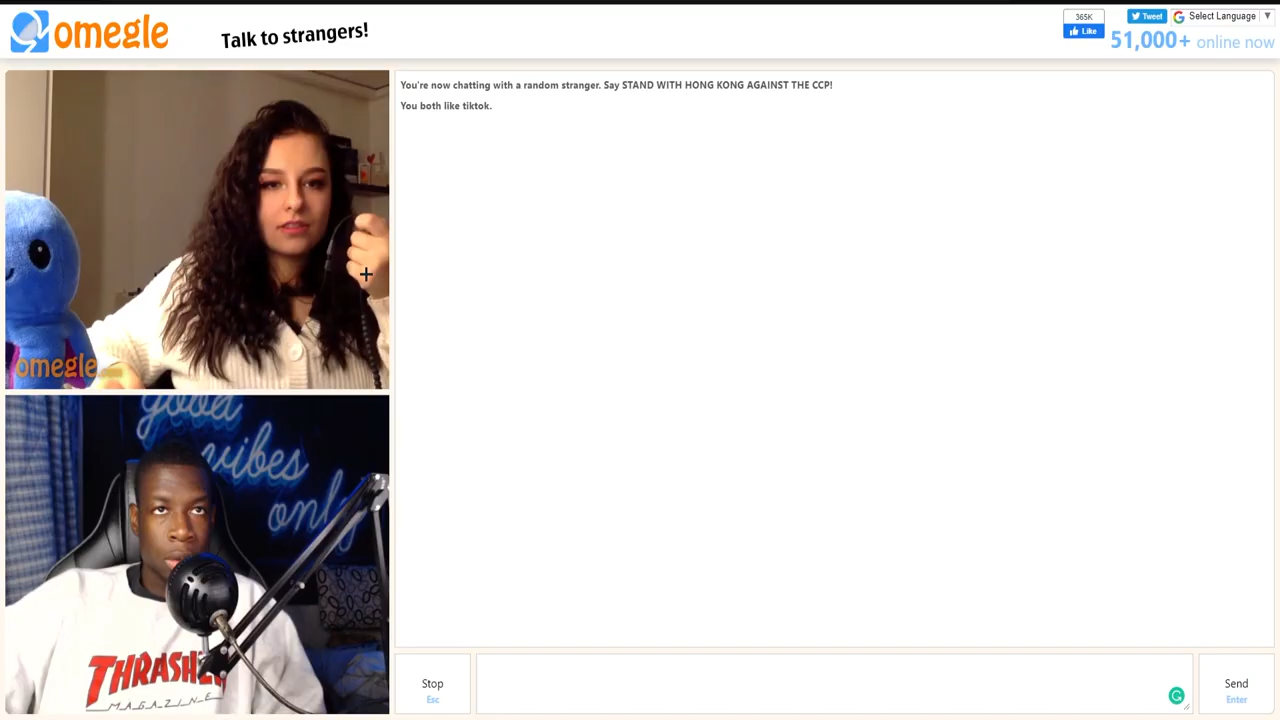 omegle
Talk to strangers!
365K
Like
Tweet
G Select Language ▼
51,000+ online now
You're now chatting with a random stranger. Say STAND WITH HONG KONG AGAINST THE CCP!
You both like tiktok.
omegle
good
vibes
only
THRASHER
MAGAZINE
Stop
Esc
Send
Enter